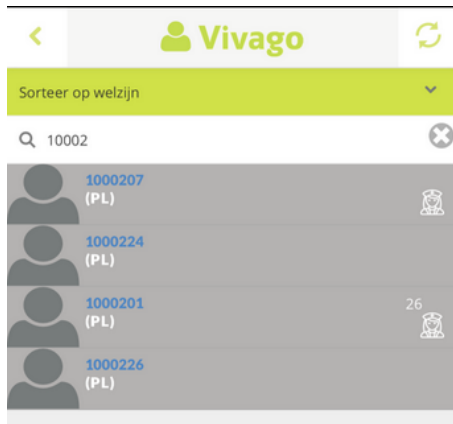 Vivago
Sorteer op welzijn
10002
1000207
(PL)
1000224
(PL)
1000201
(PL)
26
1000226
(PL)